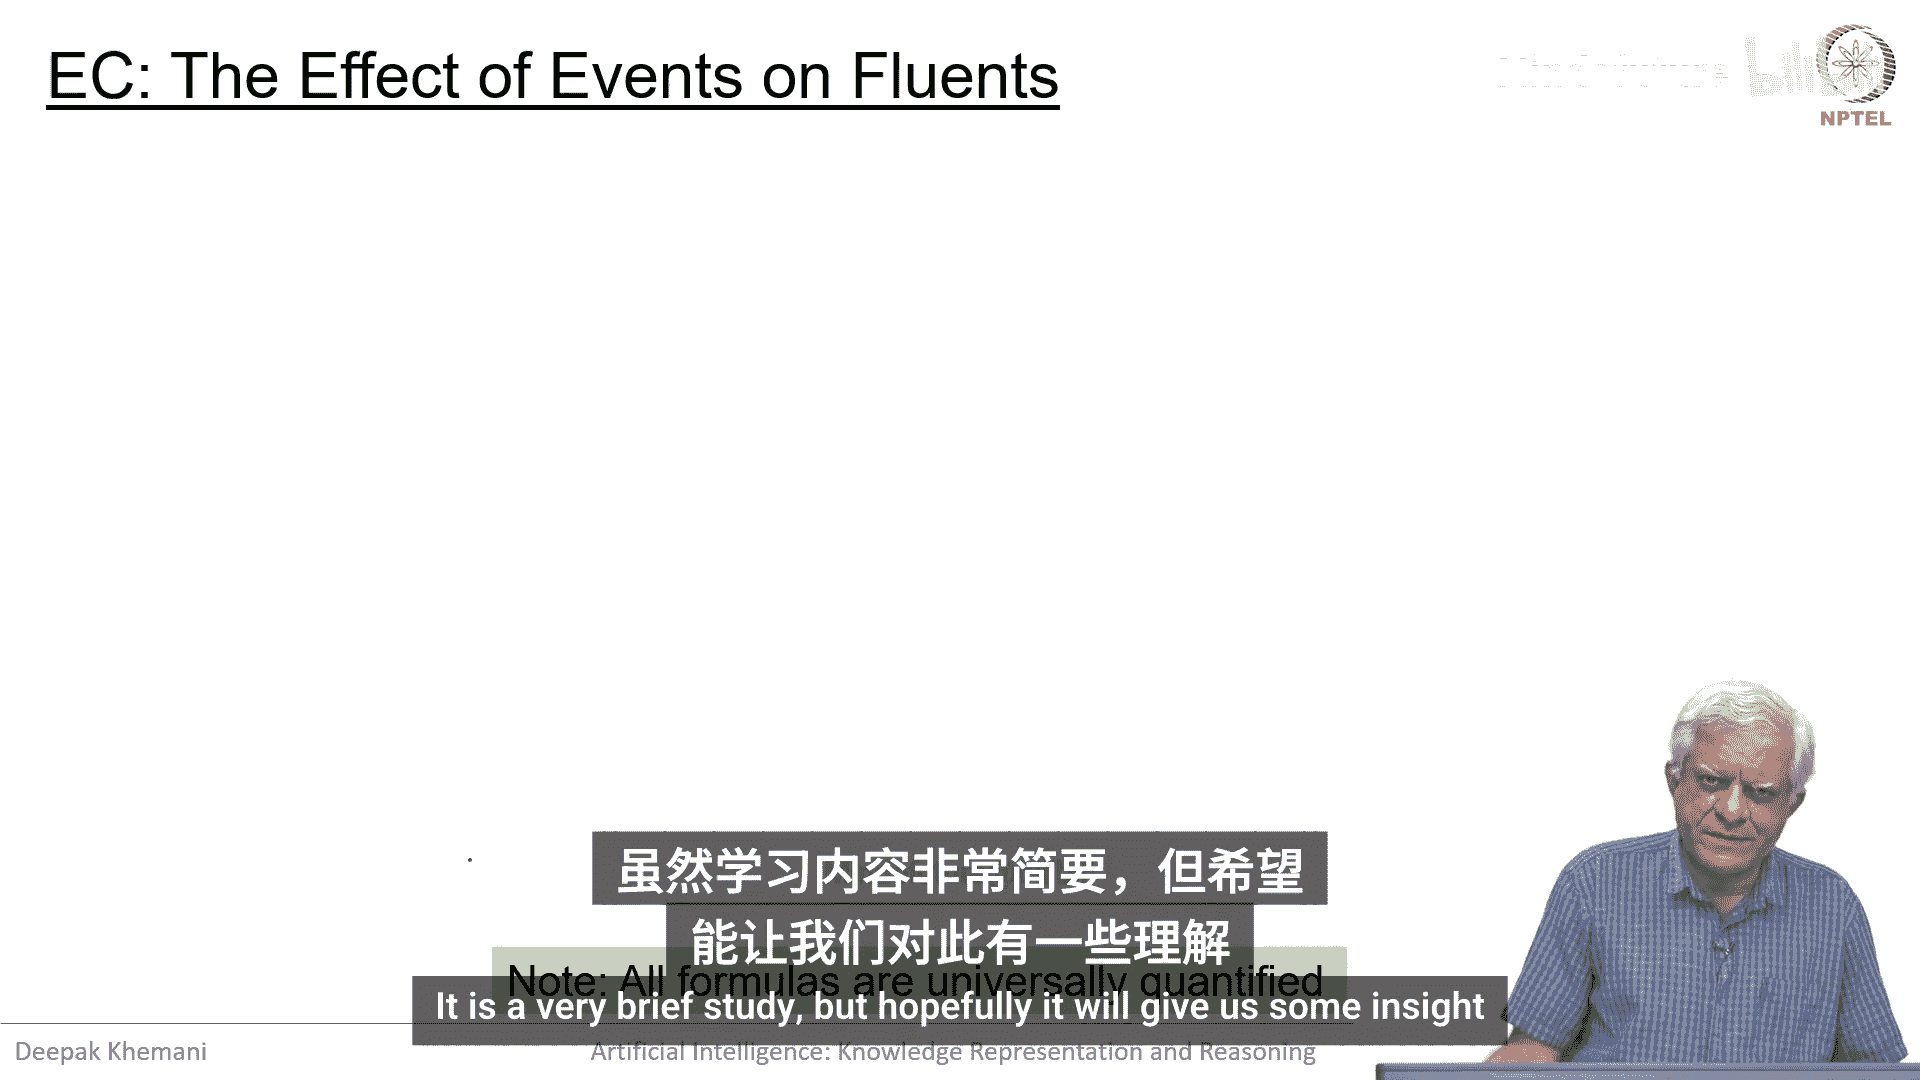 EC: The Effect of Events on Fluents
NPTEL
虽然学习内容非常简要，但希望
能让我们对此有一些理解
Note: All formulas are universally quantified
It is a very brief study, but hopefully it will give us some insight
Deepak Khemani
Artificial Intelligence: Knowledge Representation and Reasoning